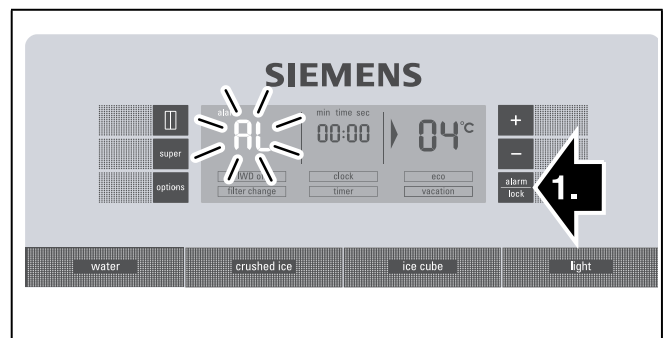 SIEMENS
alarm
min time sec
AL
00:00
04°C
+
super
−
options
clock
eco
filter change
timer
vacation
alarm
lock
1.
water
crushed ice
ice cube
light